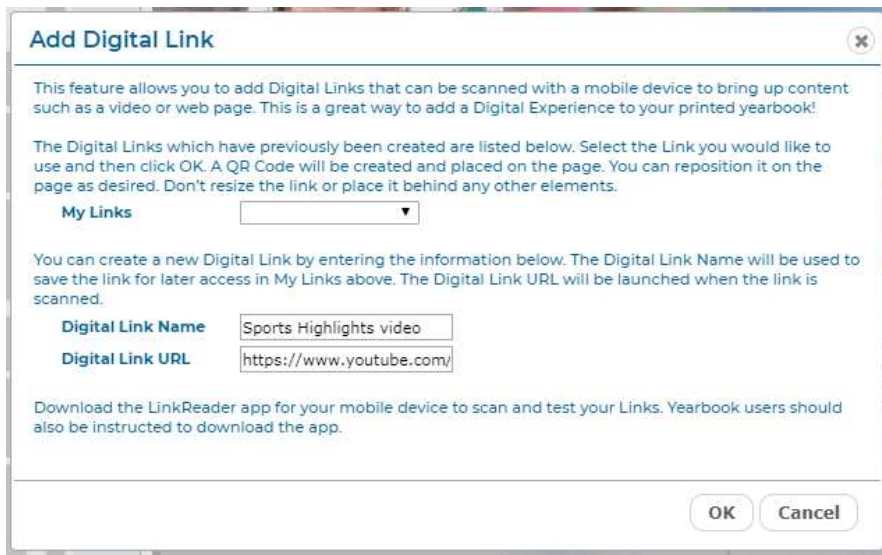 Add Digital Link
This feature allows you to add Digital Links that can be scanned with a mobile device to bring up content
such as a video or web page. This is a great way to add a Digital Experience to your printed yearbook!
The Digital Links which have previously been created are listed below. Select the Link you would like to
use and then click OK. A QR Code will be created and placed on the page. You can reposition it on the
page as desired. Don't resize the link or place it behind any other elements.
My Links
You can create a new Digital Link by entering the information below. The Digital Link Name will be used to
save the link for later access in My Links above. The Digital Link URL will be launched when the link is
scanned.
Digital Link Name Sports Highlights video
Digital Link URL https://www.youtube.com/
Download the LinkReader app for your mobile device to scan and test your Links. Yearbook users should
also be instructed to download the app.
OK Cancel